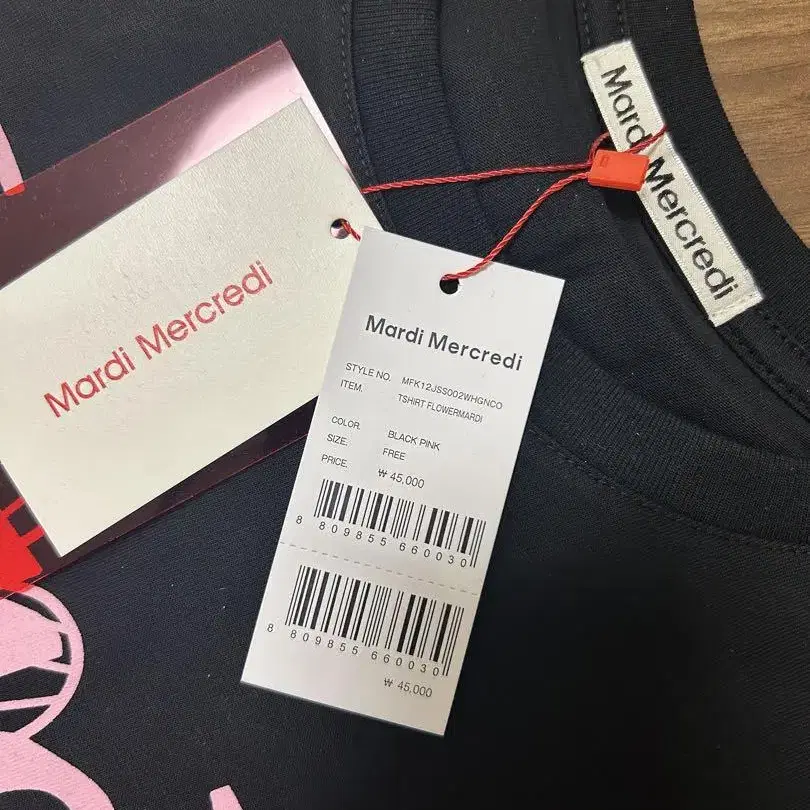 Mardi Mercredi
Mardi Mercredi
Mardi Mercredi
STYLE NO. MFK12JSS002WHGNCO
ITEM. TSHIRT FLOWERMARDI
COLOR. BLACK PINK
SIZE. FREE
PRICE. ₩ 45,000
8 809855 660030
8 809855 660030
₩ 45,000